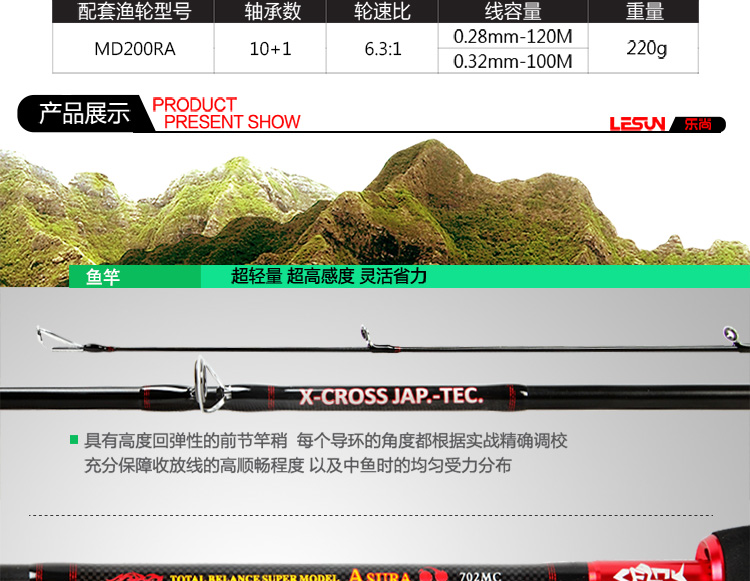 配套渔轮型号 轴承数 轮速比 线容量 重量
MD200RA 10+1 6.3:1 0.28mm-120M 220g
0.32mm-100M
产品展示 PRODUCT
PRESENT SHOW
LESUN 乐尚
鱼竿 超轻量 超高感度 灵活省力
X-CROSS JAP.-TEC.
具有高度回弹性的前节竿稍 每个导环的角度都根据实战精确调校
充分保障收放线的高顺畅程度 以及中鱼时的均匀受力分布
TOTAL BELANCE SUPER MODEL ASURA 702MC